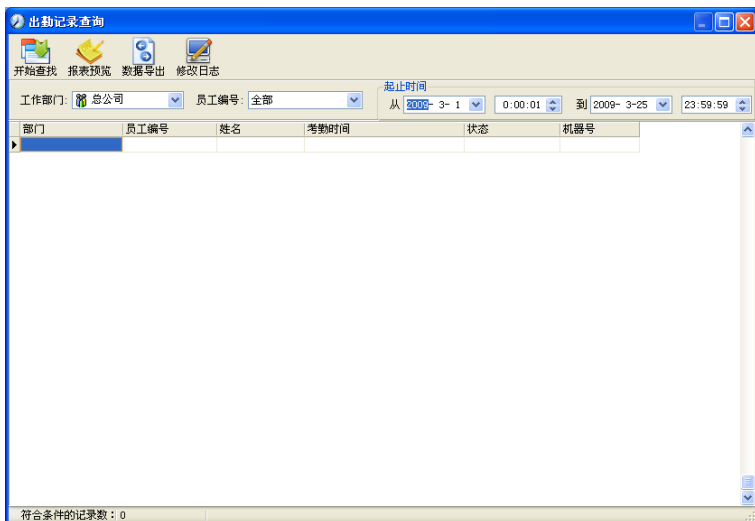 出勤记录查询
开始查找 报表预览 数据导出 修改日志
起止时间
工作部门: 总公司 员工编号: 全部 从 2009- 3- 1 0:00:01 到 2009- 3-25 23:59:59
部门 员工编号 姓名 考勤时间 状态 机器号
符合条件的记录数:0